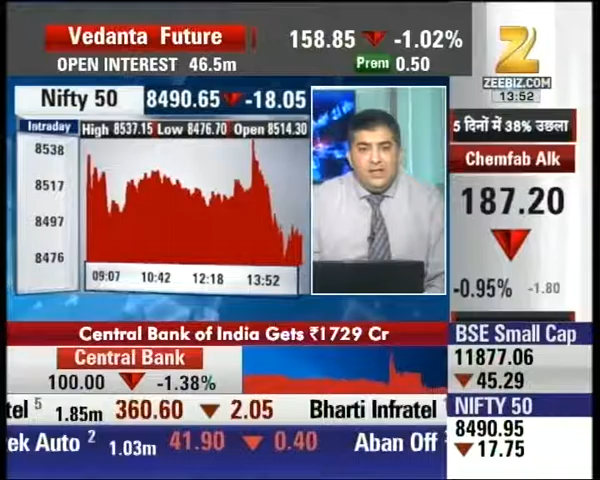 Vedanta Future 158.85 -1.02%
OPEN INTEREST 46.5m Prem 0.50
ZEEBIZ.COM
13:52
Nifty 50 8490.65 -18.05
Intraday High 8537.15 Low 8476.70 Open 8514.30
8538
8517
8497
8476
09:07 10:42 12:18 13:52
5 दिनों में 38% उछला
Chemfab Alk
187.20
-0.95% -1.80
Central Bank of India Gets ₹1729 Cr
Central Bank
100.00 -1.38%
BSE Small Cap
11877.06
45.29
NIFTY 50
8490.95
17.75
tel 5 1.85m 360.60 2.05 Bharti Infratel
ek Auto 2 1.03m 41.90 0.40 Aban Off